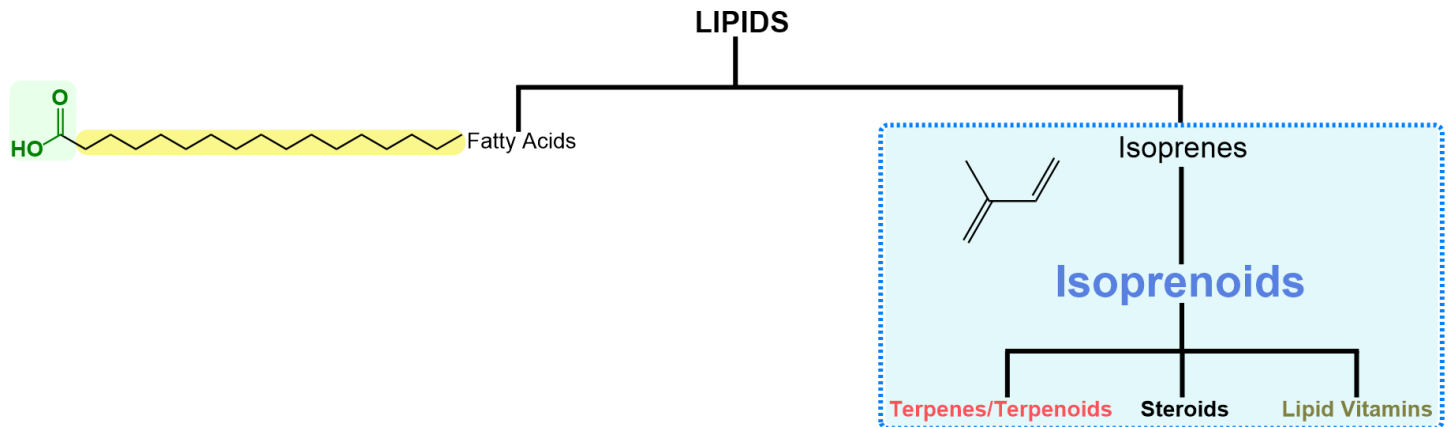 LIPIDS
O
HO
Fatty Acids
Isoprenes
Isoprenoids
Terpenes/Terpenoids
Steroids
Lipid Vitamins